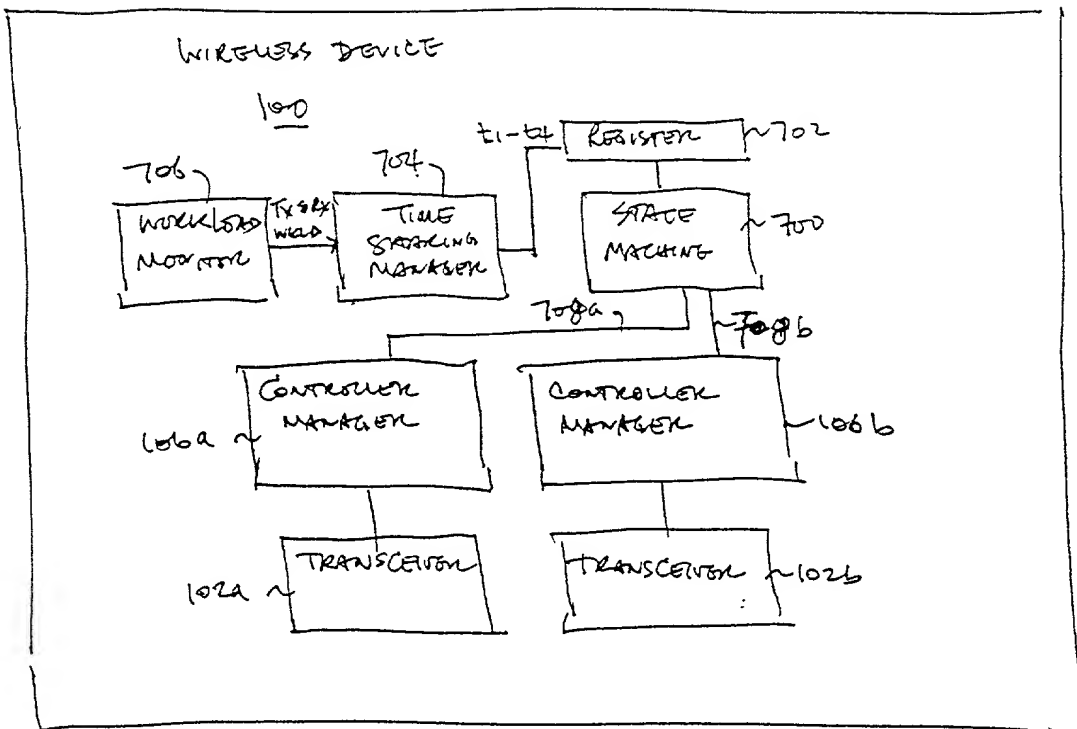 WIRELESS DEVICE
100
t1-t4
REGISTER
702
706
704
WORKLOAD
MONITOR
TX & RX
WKLD
TIME
SHARING
MANAGER
STATE
MACHINE
700
708a
708b
CONTROLLER
MANAGER
106a
CONTROLLER
MANAGER
106b
TRANSCEIVER
102a
TRANSCEIVER
102b